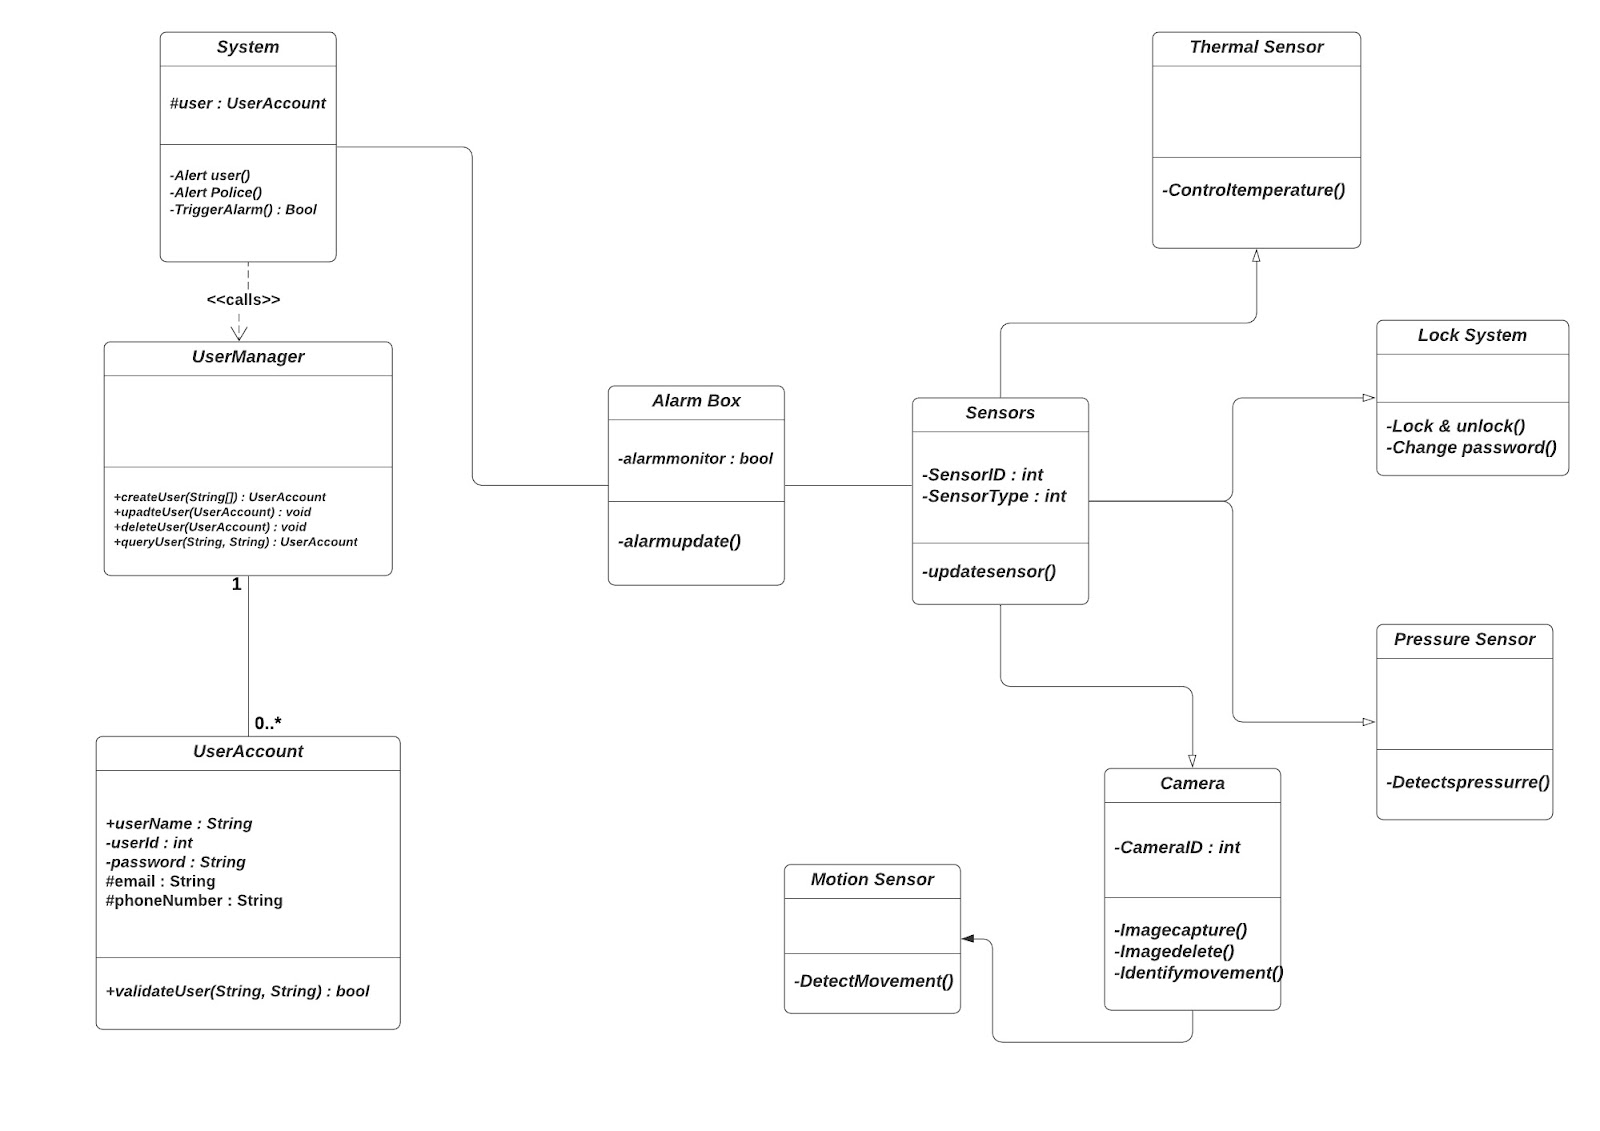 System
#user : UserAccount
-Alert user()
-Alert Police()
-TriggerAlarm() : Bool
<<calls>>
UserManager
+createUser(String[]) : UserAccount
+upadteUser(UserAccount) : void
+deleteUser(UserAccount) : void
+queryUser(String, String) : UserAccount
1
0..*
UserAccount
+userName : String
-userId : int
-password : String
#email : String
#phoneNumber : String
+validateUser(String, String) : bool
Alarm Box
-alarmmonitor : bool
-alarmupdate()
Sensors
-SensorID : int
-SensorType : int
-updatesensor()
Thermal Sensor
-Controltemperature()
Lock System
-Lock & unlock()
-Change password()
Pressure Sensor
-Detectspressurre()
Camera
-CameraID : int
-Imagecapture()
-Imagedelete()
-Identifymovement()
Motion Sensor
-DetectMovement()